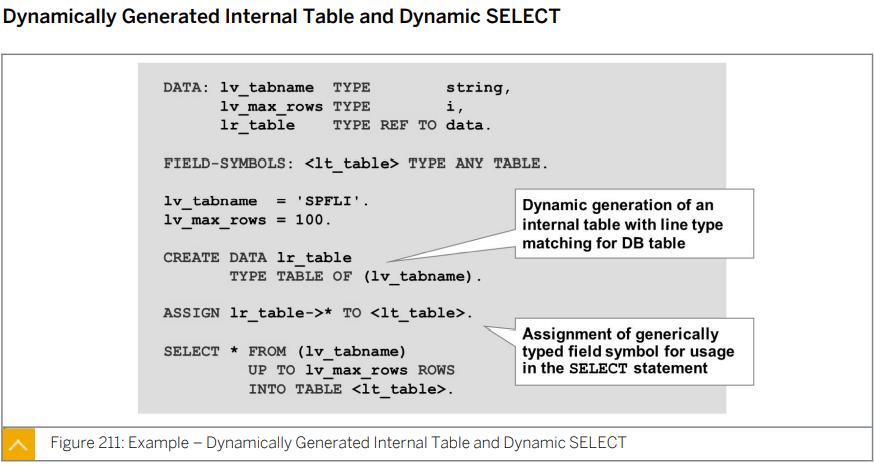 Dynamically Generated Internal Table and Dynamic SELECT
DATA: lv_tabname TYPE string,
lv_max_rows TYPE i,
lr_table TYPE REF TO data.
FIELD-SYMBOLS: <lt_table> TYPE ANY TABLE.
lv_tabname = 'SPFLI'.
lv_max_rows = 100.
Dynamic generation of an
internal table with line type
matching for DB table
CREATE DATA lr_table
TYPE TABLE OF (lv_tabname).
ASSIGN lr_table->* TO <lt_table>.
Assignment of generically
typed field symbol for usage
in the SELECT statement
SELECT * FROM (lv_tabname)
UP TO lv_max_rows ROWS
INTO TABLE <lt_table>.
Figure 211: Example – Dynamically Generated Internal Table and Dynamic SELECT